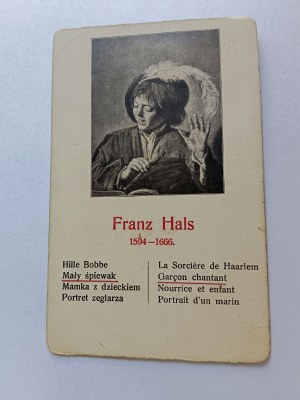 Franz Hals
1594—1666.
Hille Bobbe
Mały śpiewak
Mamka z dzieckiem
Portret żeglarza
La Sorcière de Haarlem
Garçon chantant
Nourrice et enfant
Portrait d'un marin